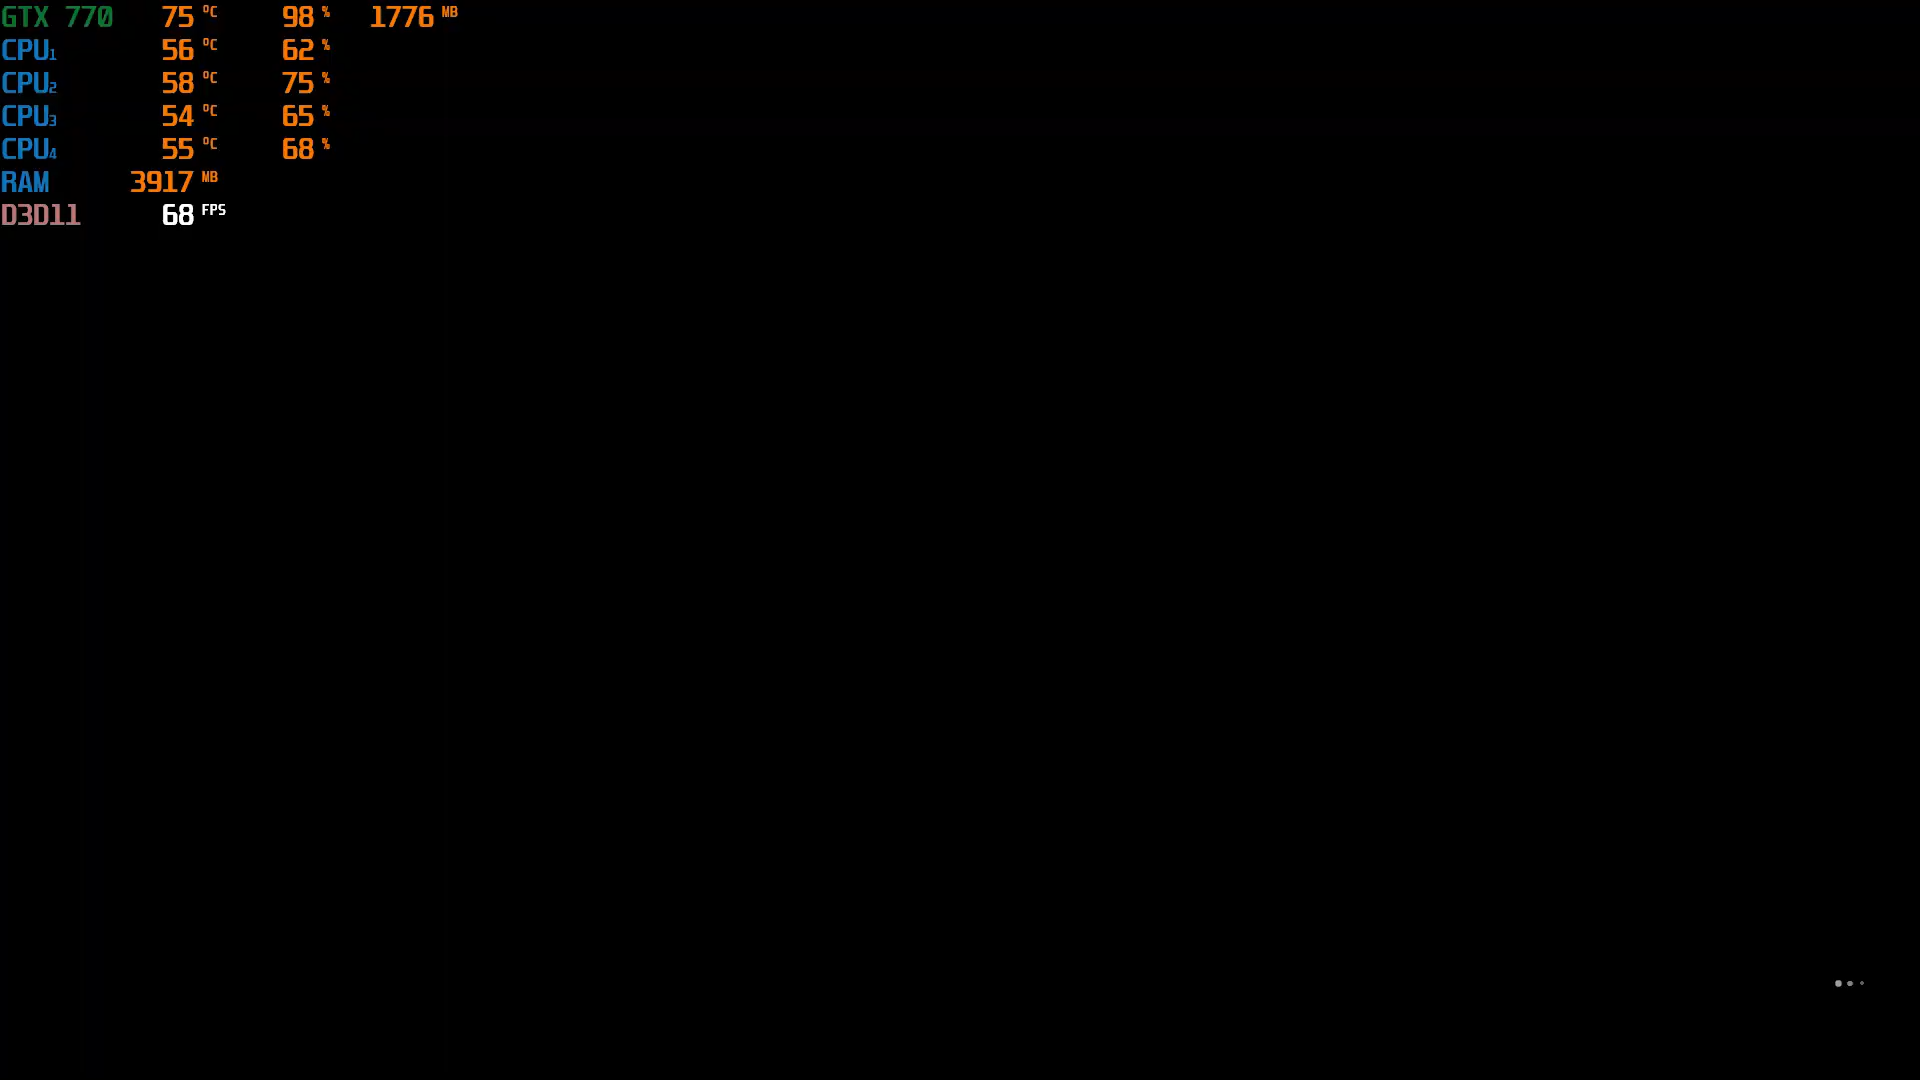 GTX 770 75 °C 98 % 1776 MB
CPU1 56 °C 62 %
CPU2 58 °C 75 %
CPU3 54 °C 65 %
CPU4 55 °C 68 %
RAM 3917 MB
D3D11 68 FPS